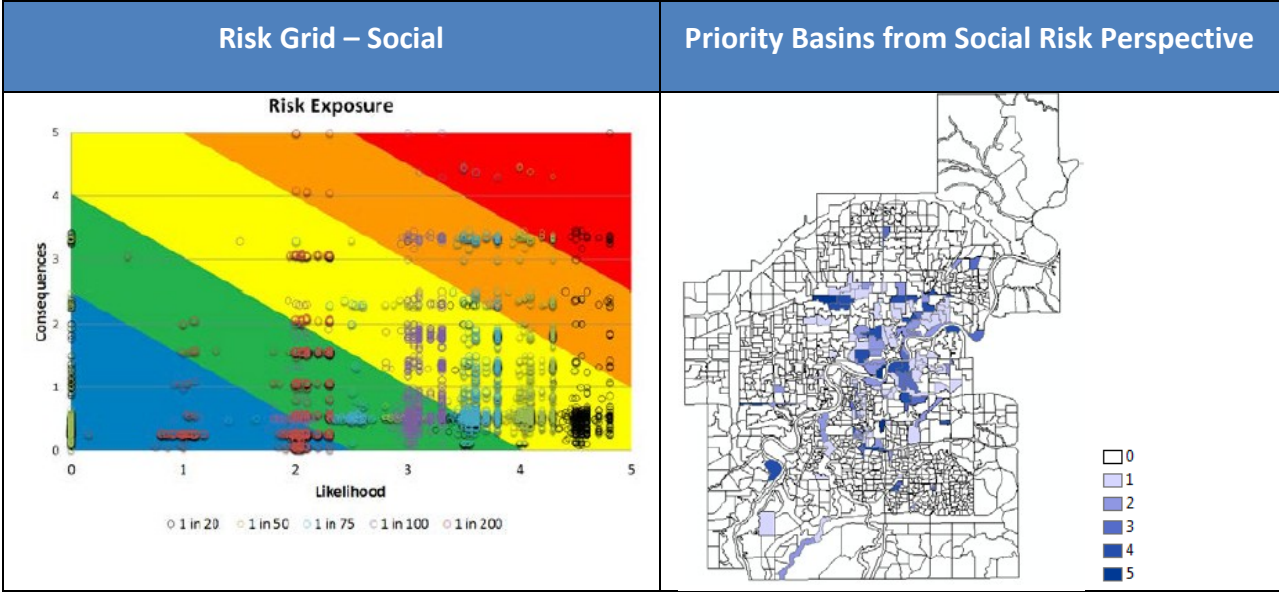 Risk Grid – Social
Priority Basins from Social Risk Perspective
Risk Exposure
5
4
3
2
1
0
Consequences
0 1 2 3 4 5
Likelihood
1 in 20 1 in 50 1 in 75 1 in 100 1 in 200
0
1
2
3
4
5